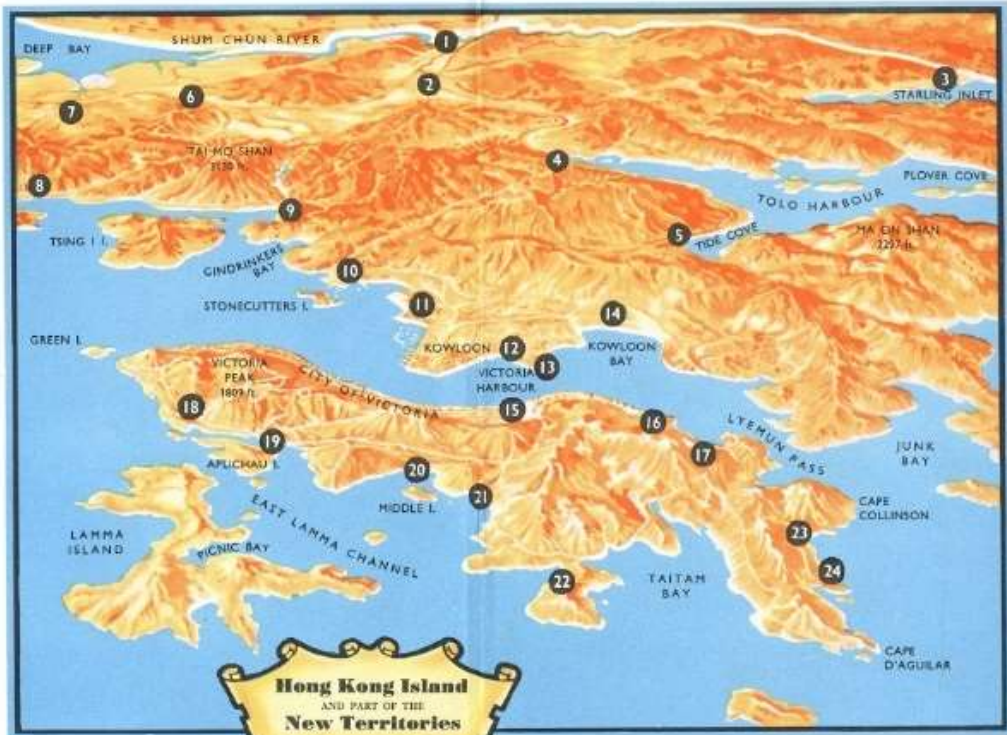 SHUM CHUN RIVER
DEEP BAY
1
2
3
STARLING INLET
7
6
TAI MO SHAN
3130 ft.
4
PLOVER COVE
TOLO HARBOUR
8
9
TSING I I.
5
TIDE COVE
MA ON SHAN
2297 ft.
GINDRINKERS
BAY
10
STONECUTTERS I.
11
14
GREEN I.
KOWLOON
12
KOWLOON
BAY
13
VICTORIA
HARBOUR
VICTORIA
PEAK
1809 ft.
CITY OF VICTORIA
18
15
16
LYEMUN PASS
17
JUNK
BAY
19
APLICHAU I.
20
MIDDLE I.
21
EAST LAMMA CHANNEL
CAPE
COLLINSON
LAMMA
ISLAND
PICNIC BAY
23
22
TAITAM
BAY
24
CAPE
D'AGUILAR
Hong Kong Island
AND PART OF THE
New Territories